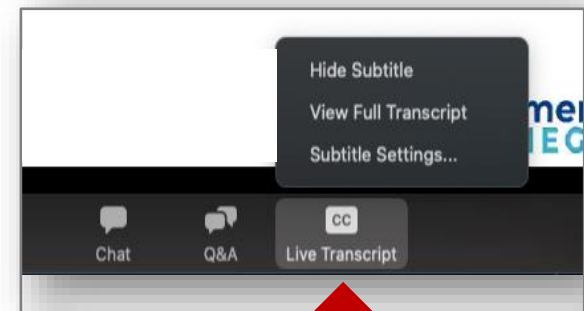 Hide Subtitle
View Full Transcript
Subtitle Settings...
Chat
Q&A
CC
Live Transcript